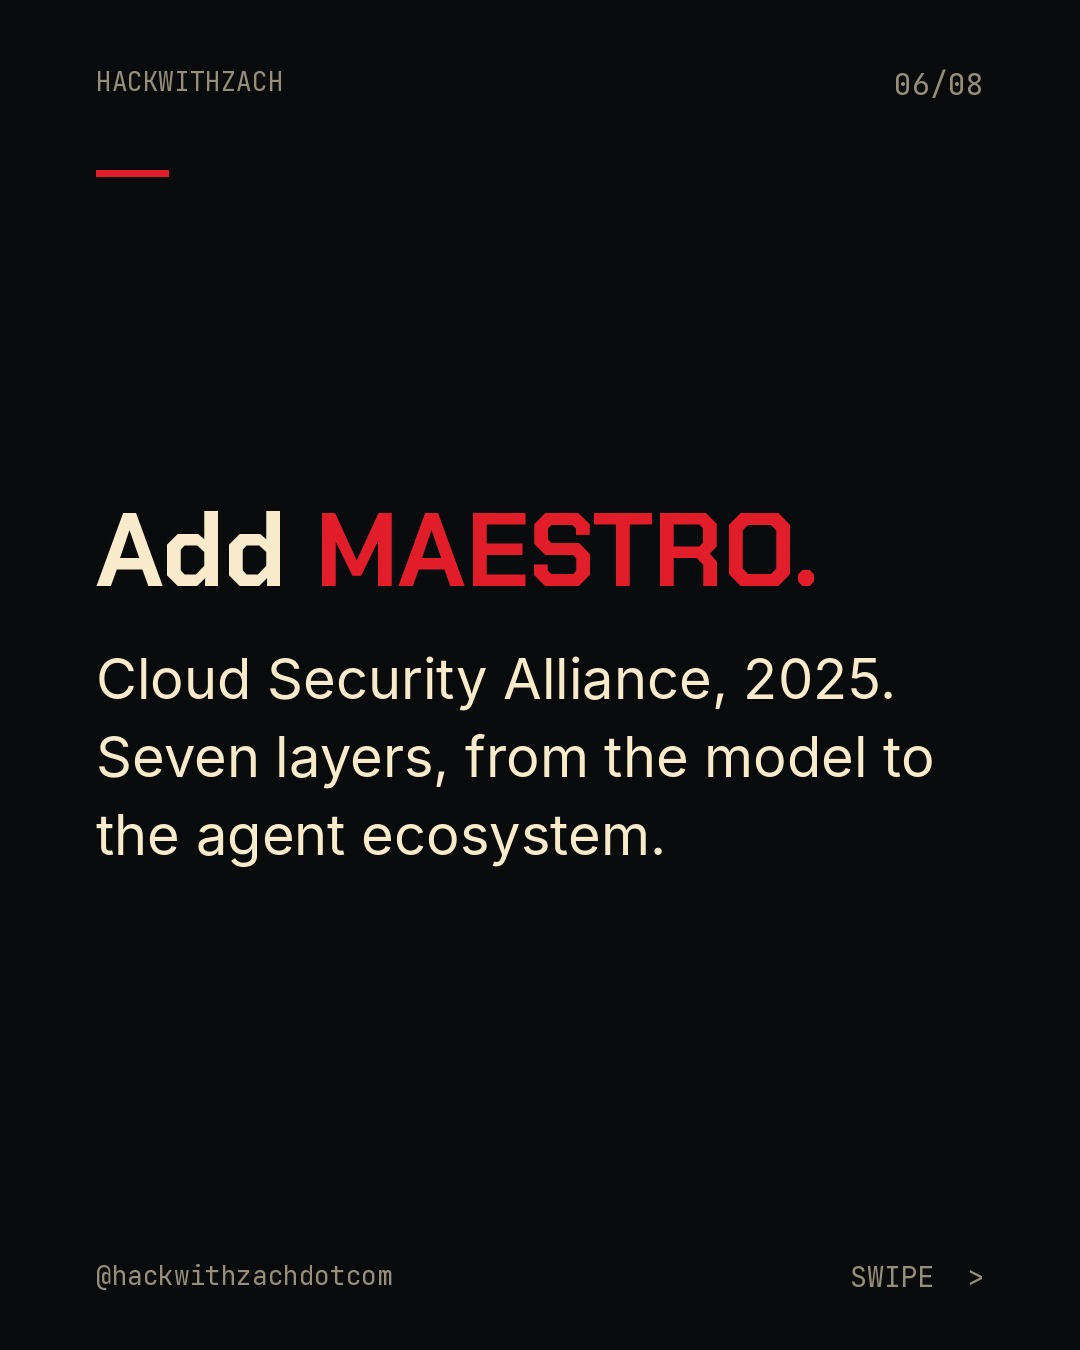 HACKWITHZACH
06/08
Add MAESTRO.
Cloud Security Alliance, 2025.
Seven layers, from the model to
the agent ecosystem.
@hackwithzachdotcom
SWIPE >